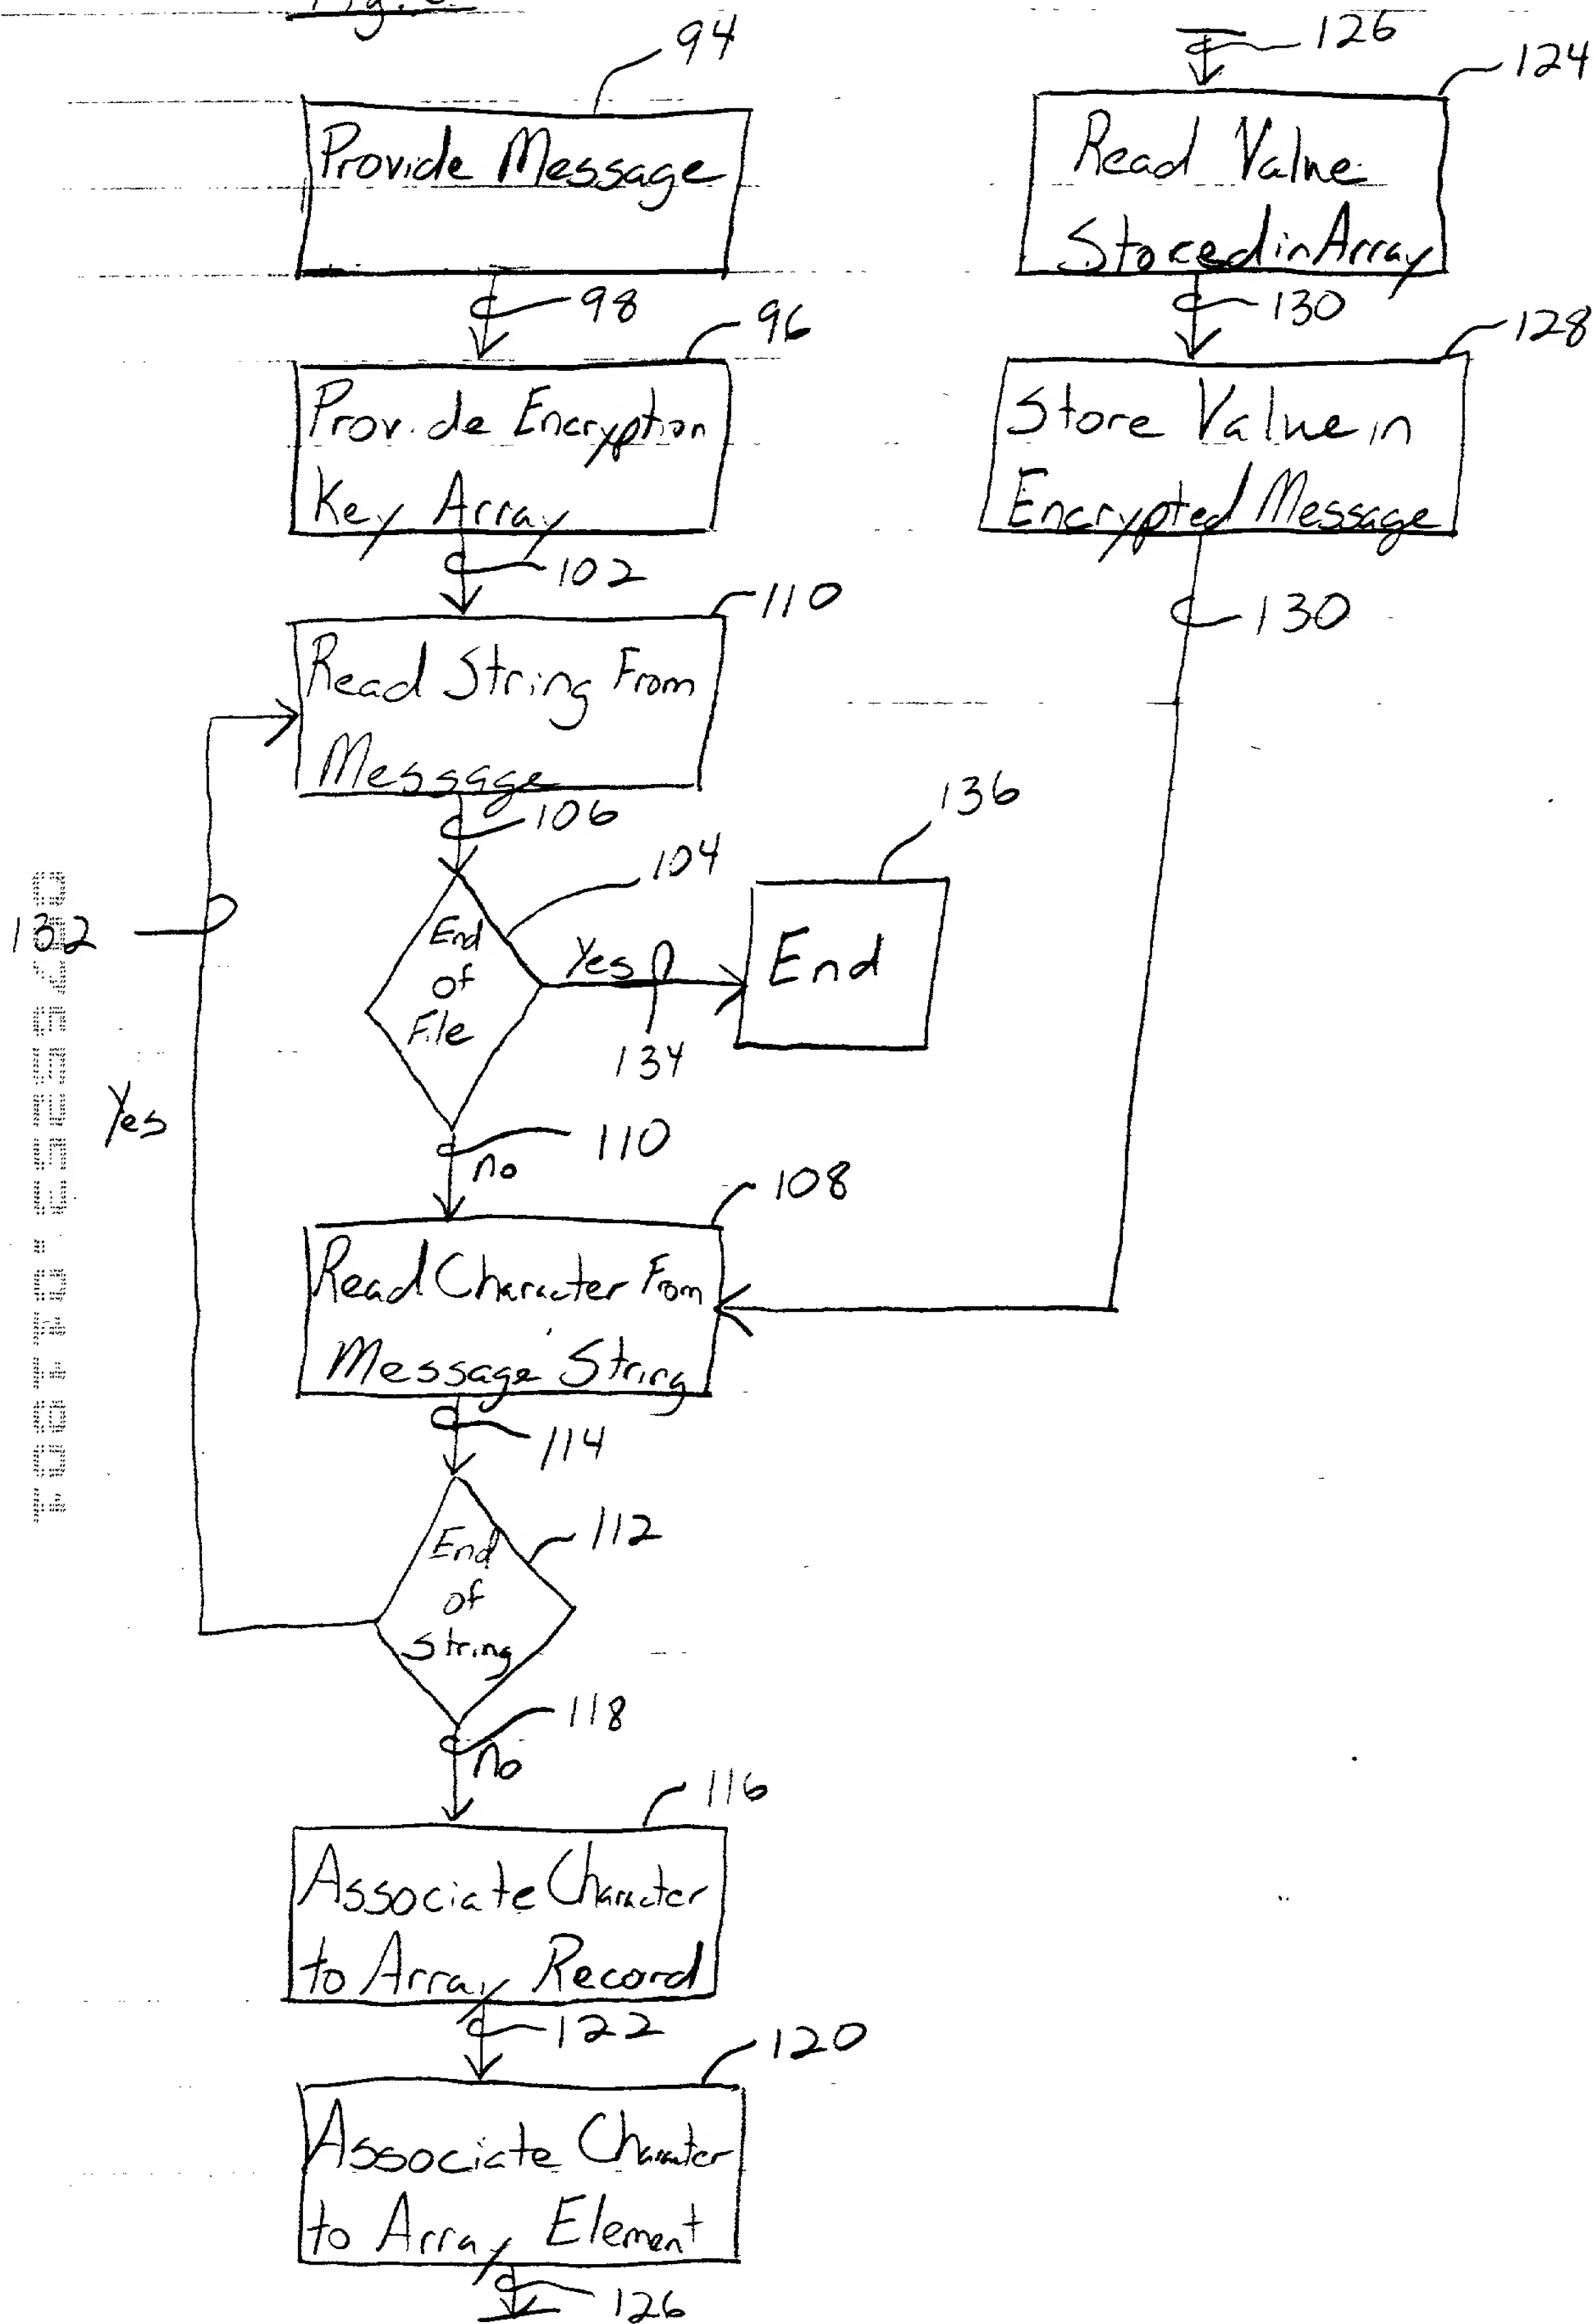 94
Provide Message
98
96
Provide Encryption
Key Array
102
110
Read String From
Message
106
104
End
of
File
Yes
134
136
End
110
no
108
Read Character From
Message String
114
112
End
of
String
132
Yes
118
no
116
Associate Character
to Array Record
122
120
Associate Character
to Array Element
126
126
124
Read Value
Stored in Array
130
128
Store Value in
Encrypted Message
130